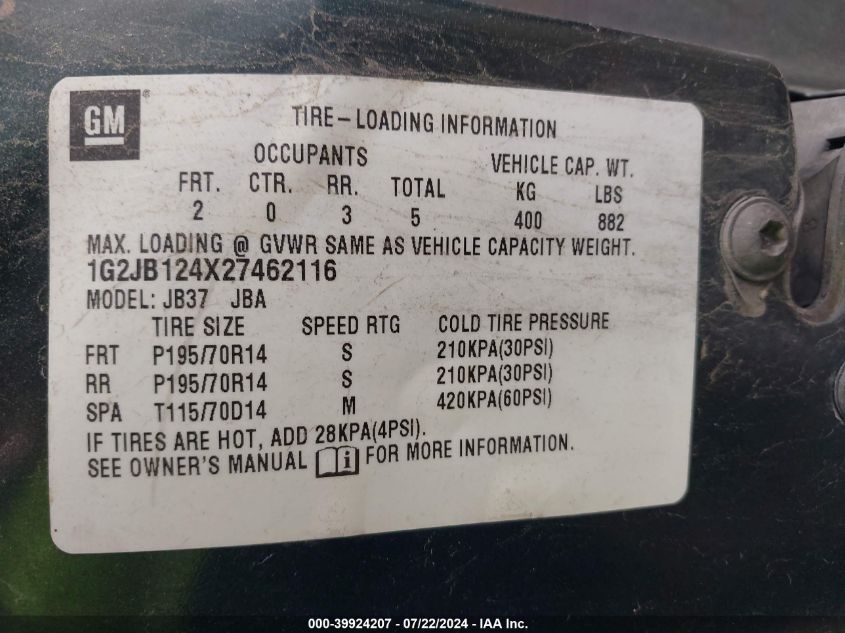 GM ®
TIRE-LOADING INFORMATION
OCCUPANTS VEHICLE CAP. WT.
FRT. CTR. RR. TOTAL KG LBS
2 0 3 5 400 882
MAX. LOADING @ GVWR SAME AS VEHICLE CAPACITY WEIGHT.
1G2JB124X27462116
MODEL: JB37 JBA
TIRE SIZE SPEED RTG COLD TIRE PRESSURE
FRT P195/70R14 S 210KPA(30PSI)
RR P195/70R14 S 210KPA(30PSI)
SPA T115/70D14 M 420KPA(60PSI)
IF TIRES ARE HOT, ADD 28KPA(4PSI).
SEE OWNER'S MANUAL i FOR MORE INFORMATION.
000-39924207 - 07/22/2024 - IAA Inc.